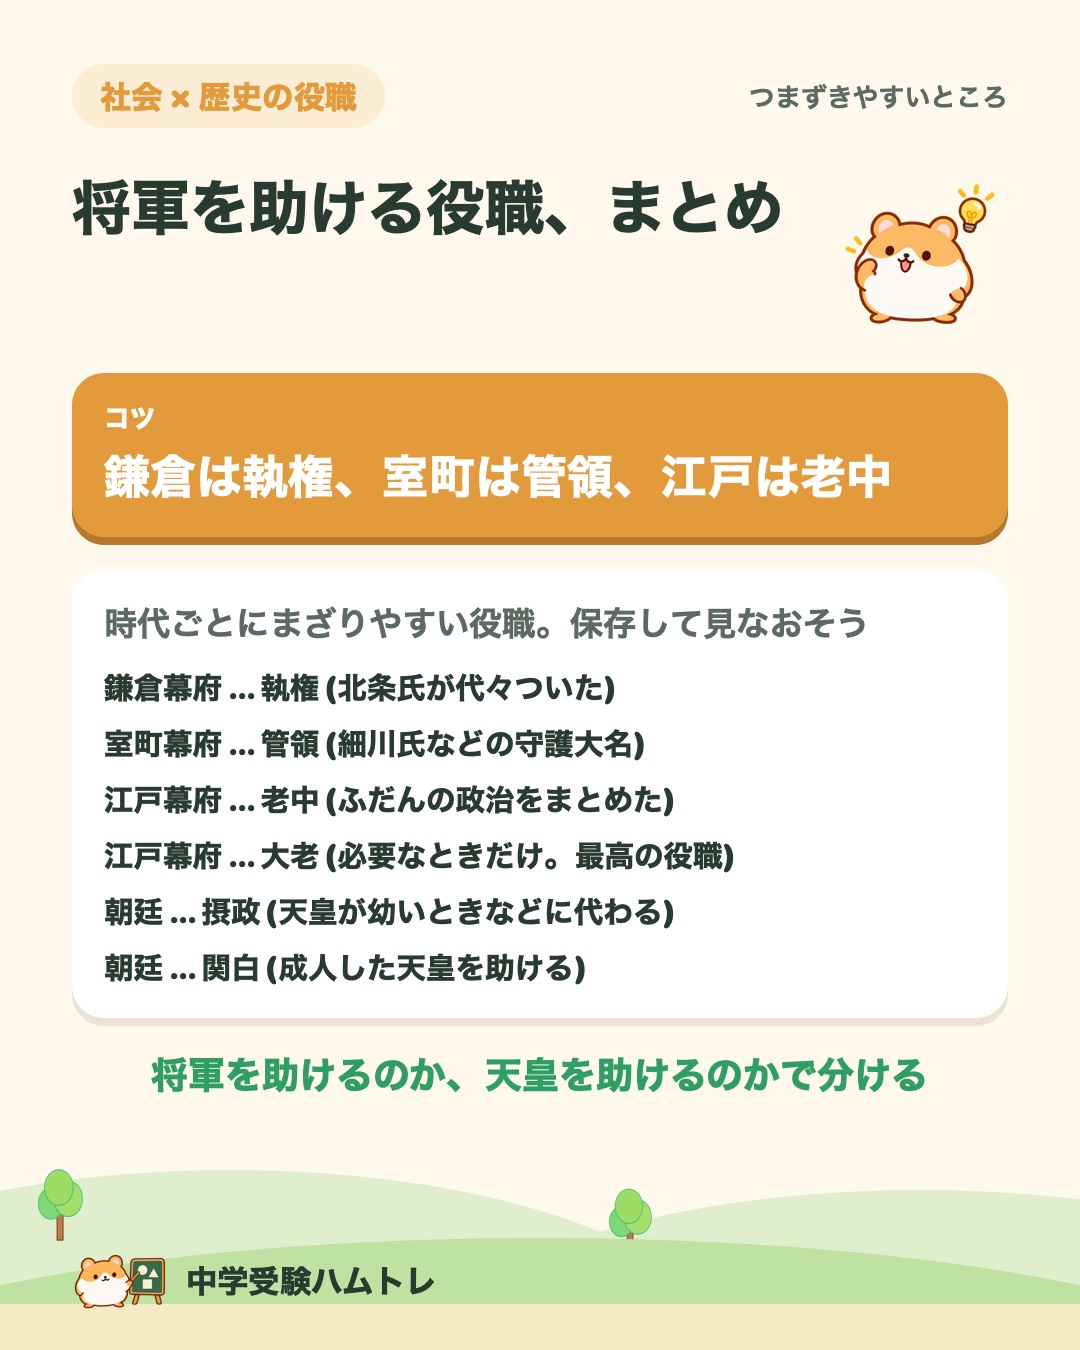 社会 × 歴史の役職
つまずきやすいところ
将軍を助ける役職、まとめ
コツ
鎌倉は執権、室町は管領、江戸は老中
時代ごとにまざりやすい役職。保存して見なおそう
鎌倉幕府 … 執権 (北条氏が代々ついた)
室町幕府 … 管領 (細川氏などの守護大名)
江戸幕府 … 老中 (ふだんの政治をまとめた)
江戸幕府 … 大老 (必要なときだけ。最高の役職)
朝廷 … 摂政 (天皇が幼いときなどに代わる)
朝廷 … 関白 (成人した天皇を助ける)
将軍を助けるのか、天皇を助けるのかで分ける
中学受験ハムトレ